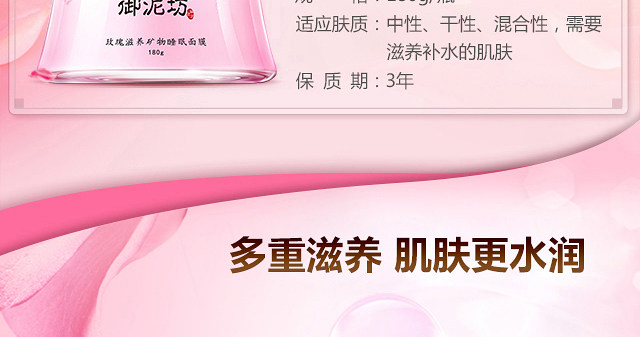 御泥坊
玫瑰滋养矿物睡眠面膜
180g
适应肤质：中性、干性、混合性，需要
滋养补水的肌肤
保 质 期：3年
多重滋养 肌肤更水润